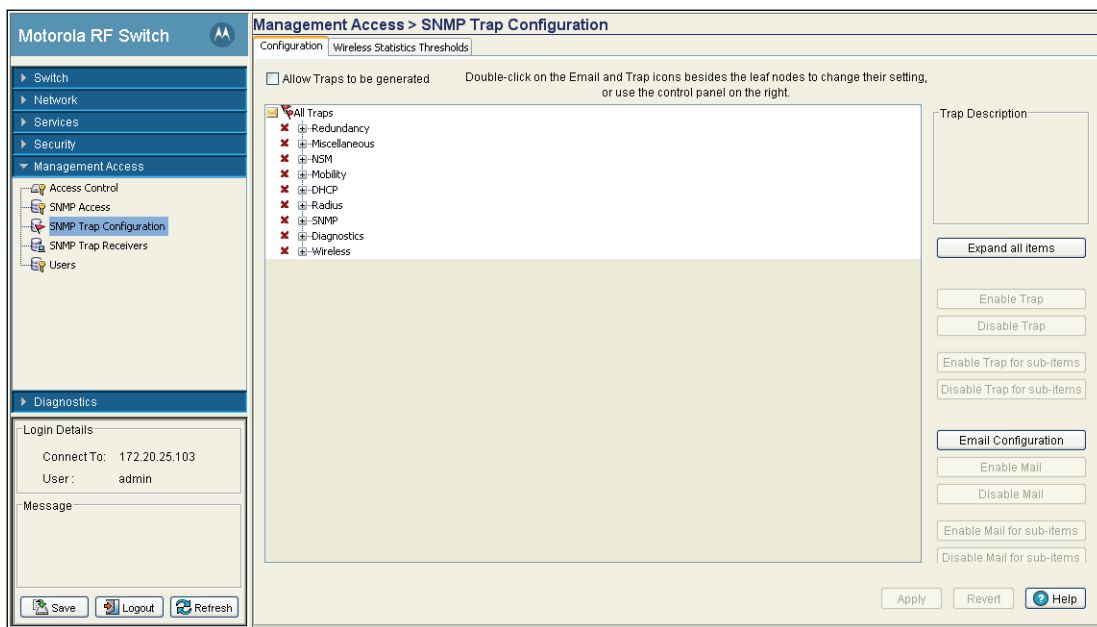 Motorola RF Switch
Switch
Network
Services
Security
Management Access
Access Control
SNMP Access
SNMP Trap Configuration
SNMP Trap Receivers
Users
Diagnostics
Login Details
Connect To: 172.20.25.103
User : admin
Message
Save Logout Refresh
Management Access > SNMP Trap Configuration
Configuration Wireless Statistics Thresholds
Allow Traps to be generated
Double-click on the Email and Trap icons besides the leaf nodes to change their setting,
or use the control panel on the right.
All Traps
Redundancy
Miscellaneous
NSM
Mobility
DHCP
Radius
SNMP
Diagnostics
Wireless
Trap Description
Expand all items
Enable Trap
Disable Trap
Enable Trap for sub-items
Disable Trap for sub-items
Email Configuration
Enable Mail
Disable Mail
Enable Mail for sub-items
Disable Mail for sub-items
Apply Revert ? Help